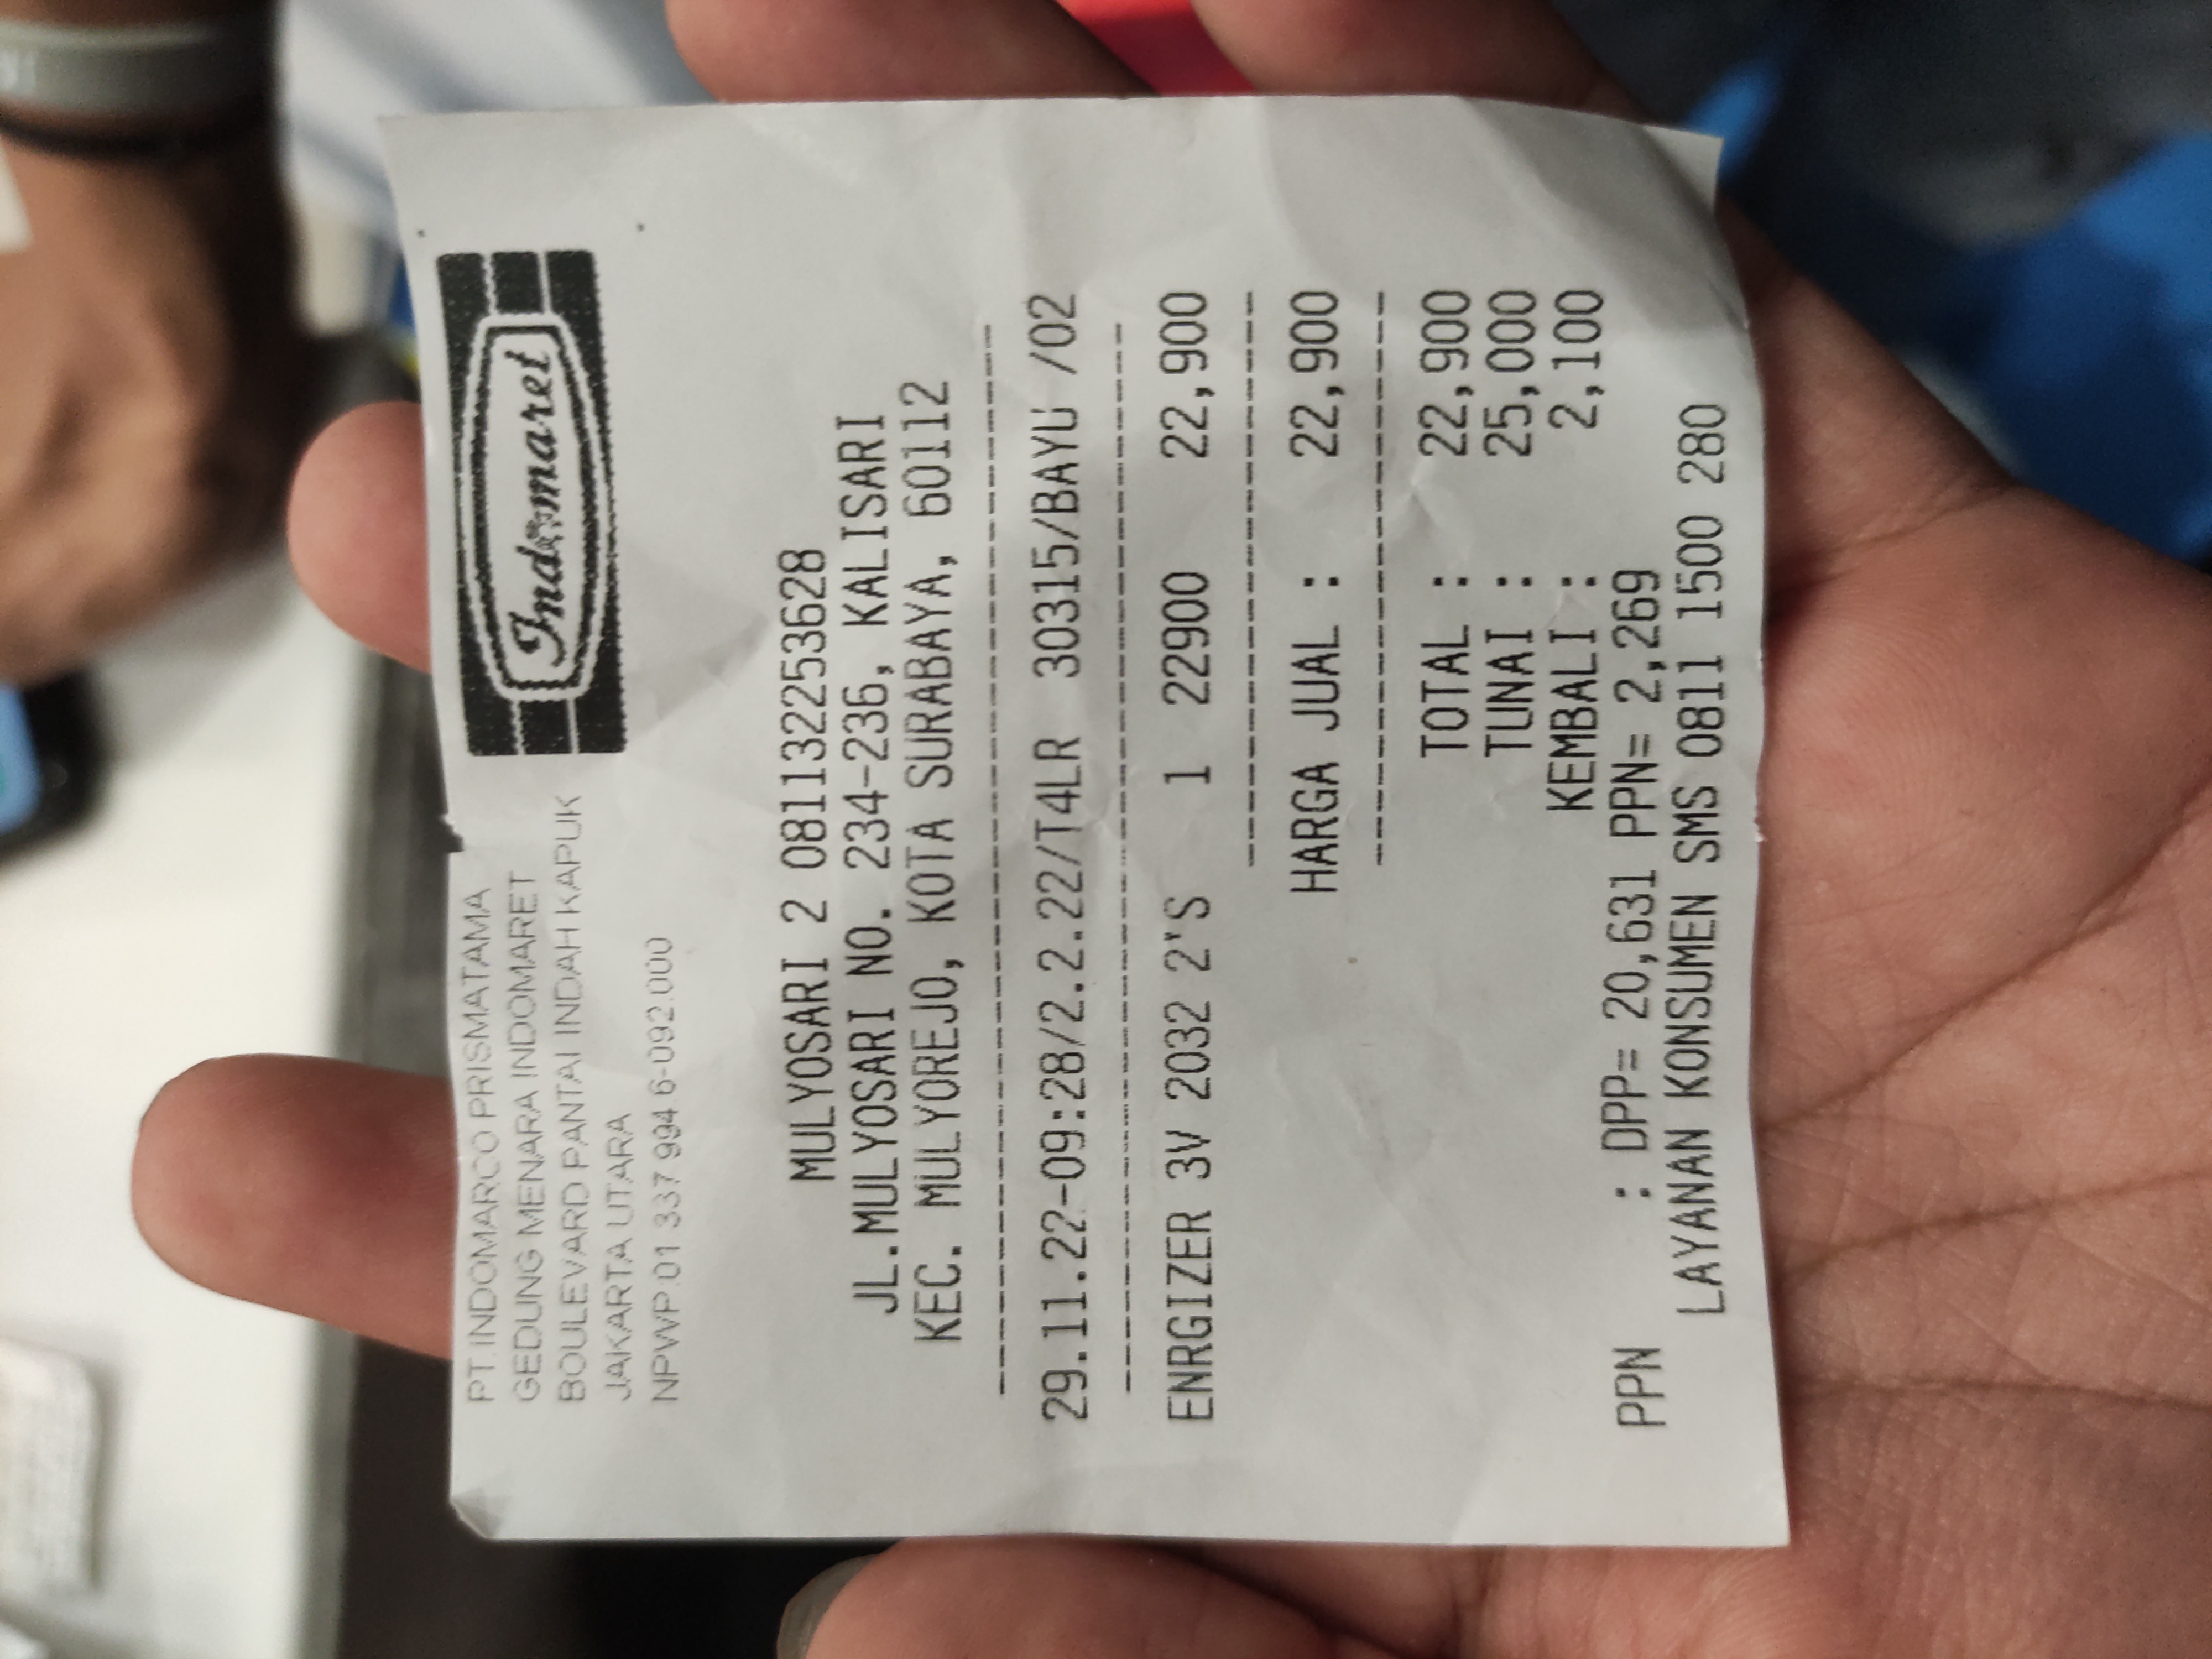 PT.INDOMARCO PRISMATAMA
GEDUNG MENARA INDOMARET
BOULEVARD PANTAI INDAH KAPUK
JAKARTA UTARA
NPWP:01 337 994 6-092.000
Indomaret
MULYOSARI 2 081132253628
JL.MULYOSARI NO. 234-236, KALISARI
KEC. MULYOREJO, KOTA SURABAYA, 60112
29.11.22-09:28/2.2.22/T4LR 30315/BAYU /02
ENRGIZER 3V 2032 2'S 1 22900 22,900
HARGA JUAL : 22,900
TOTAL : 22,900
TUNAI : 25,000
KEMBALI : 2,100
PPN : DPP= 20,631 PPN= 2,269
LAYANAN KONSUMEN SMS 0811 1500 280